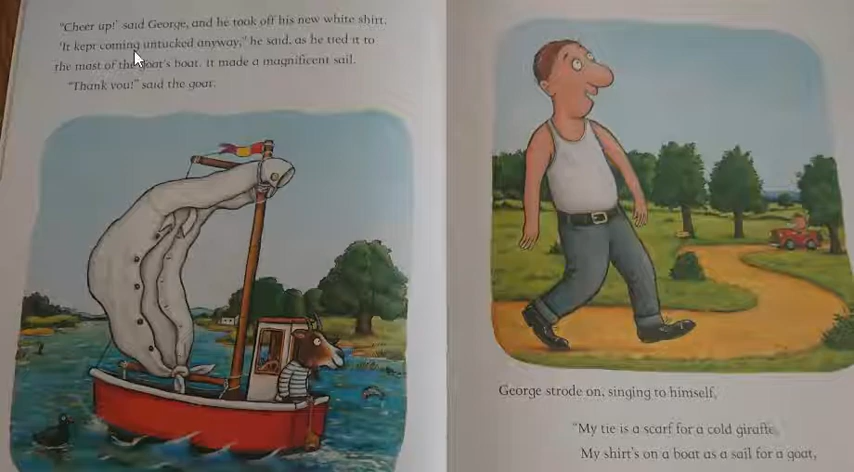 "Cheer up!" said George, and he took off his new white shirt.
"It kept coming untucked anyway," he said, as he tied it to
the mast of the goat's boat. It made a magnificent sail.
"Thank you!" said the goat.
George strode on, singing to himself,
"My tie is a scarf for a cold giraffe,
My shirt's on a boat as a sail for a goat,